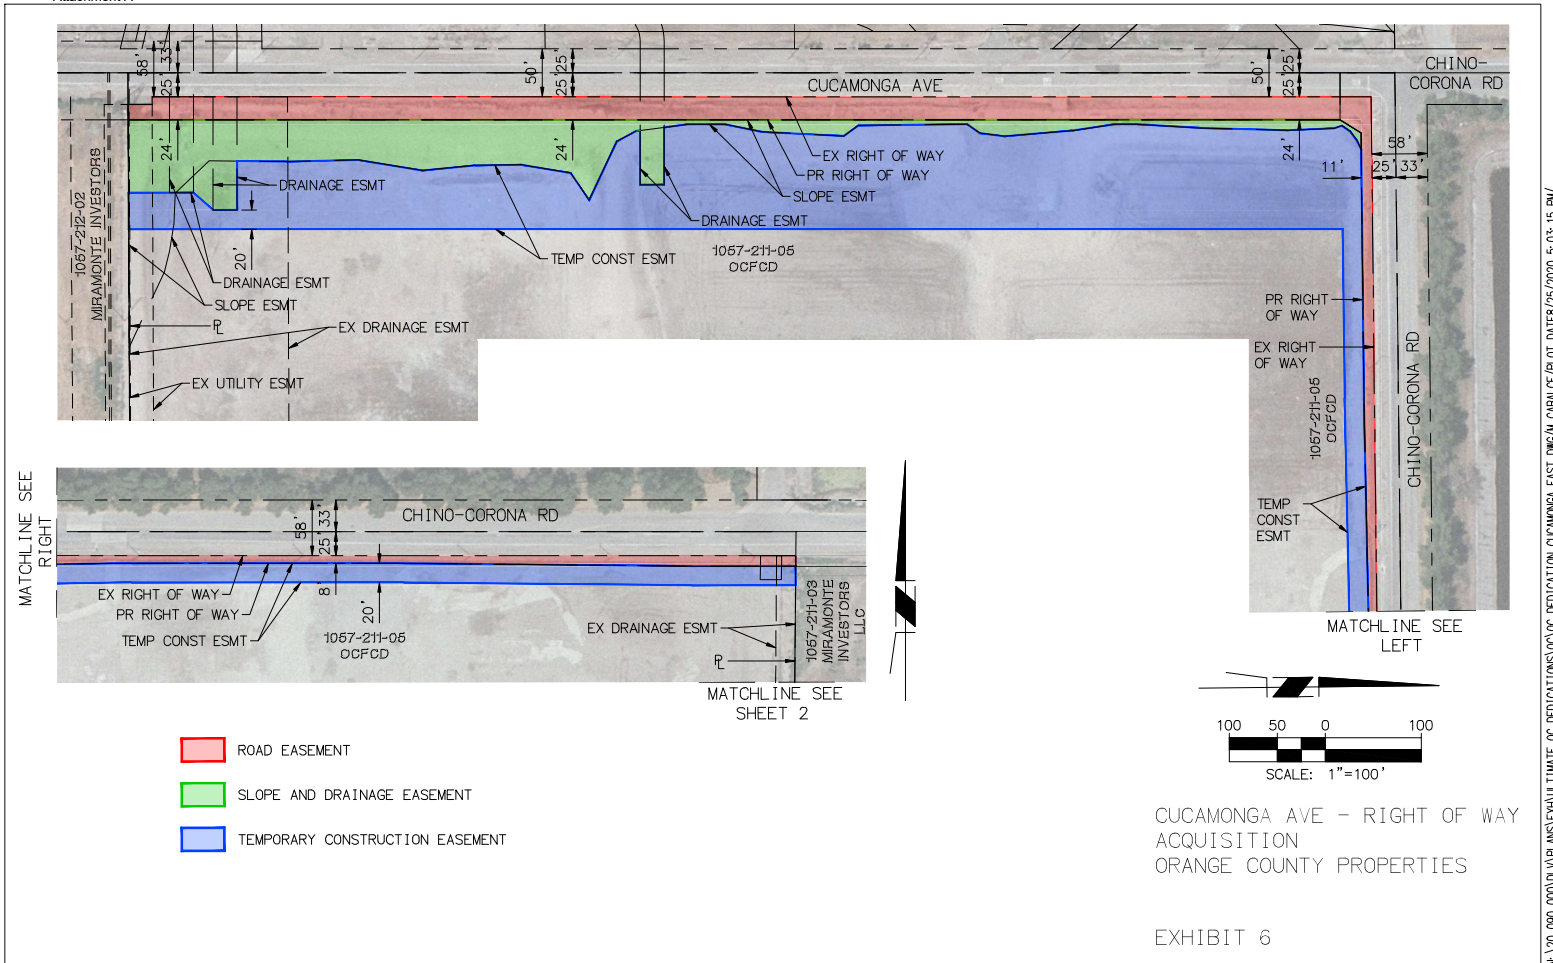 58'
33'
25'
50'
25'
25'
50'
25'
25'
CUCAMONGA AVE
CHINO-
CORONA RD
24'
24'
24'
58'
11'
25'
33'
EX RIGHT OF WAY
PR RIGHT OF WAY
SLOPE ESMT
DRAINAGE ESMT
DRAINAGE ESMT
1057-212-02
MIRAMONTE INVESTORS
20'
TEMP CONST ESMT
1057-211-05
OCFCD
DRAINAGE ESMT
SLOPE ESMT
PL
EX DRAINAGE ESMT
EX UTILITY ESMT
PR RIGHT
OF WAY
EX RIGHT
OF WAY
1057-211-05
OCFCD
CHINO-CORONA RD
TEMP
CONST
ESMT
MATCHLINE SEE
LEFT
MATCHLINE SEE
RIGHT
58'
33'
25'
CHINO-CORONA RD
EX RIGHT OF WAY
PR RIGHT OF WAY
TEMP CONST ESMT
8'
20'
1057-211-05
OCFCD
EX DRAINAGE ESMT
PL
1057-211-03
MIRAMONTE
INVESTORS
LLC
MATCHLINE SEE
SHEET 2
ROAD EASEMENT
SLOPE AND DRAINAGE EASEMENT
TEMPORARY CONSTRUCTION EASEMENT
100 50 0 100
SCALE: 1"=100'
CUCAMONGA AVE - RIGHT OF WAY
ACQUISITION
ORANGE COUNTY PROPERTIES
EXHIBIT 6